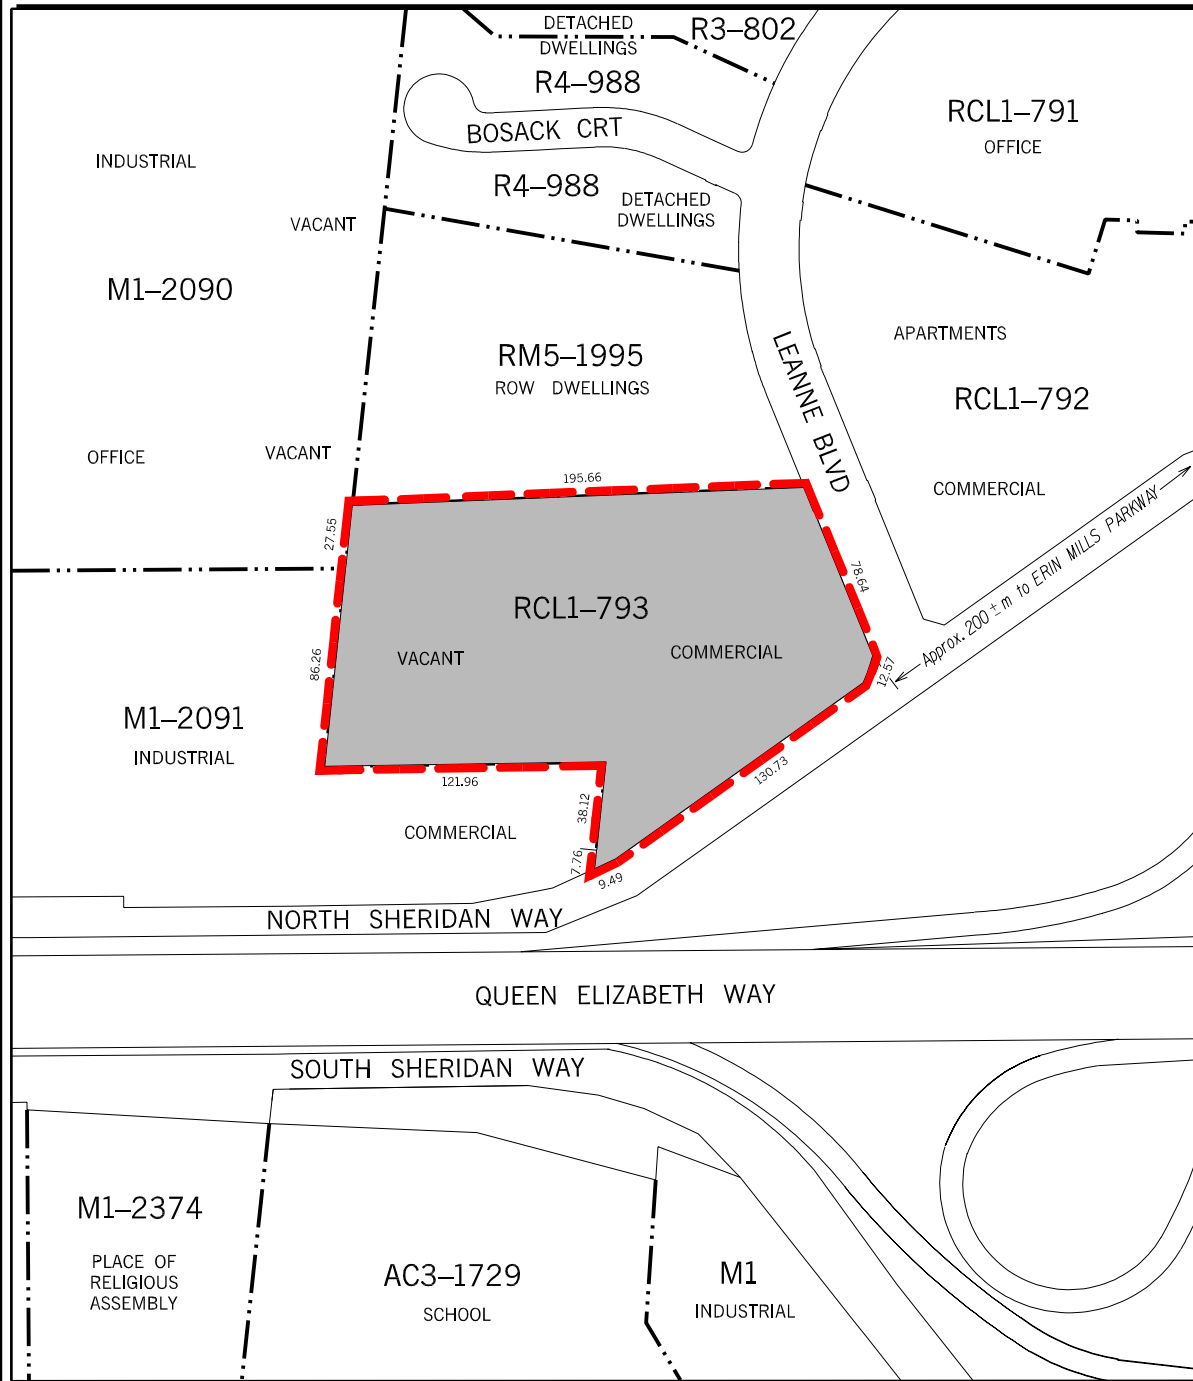 DETACHED
DWELLINGS
R3–802
R4–988
BOSACK CRT
RCL1–791
OFFICE
INDUSTRIAL
R4–988
DETACHED
DWELLINGS
VACANT
M1–2090
LEANNE BLVD
APARTMENTS
RM5–1995
ROW DWELLINGS
RCL1–792
OFFICE
VACANT
COMMERCIAL
195.66
27.55
78.64
Approx. 200 ± m to ERIN MILLS PARKWAY
RCL1–793
VACANT
COMMERCIAL
86.26
12.57
M1–2091
INDUSTRIAL
121.96
130.73
38.12
COMMERCIAL
7.76
9.49
NORTH SHERIDAN WAY
QUEEN ELIZABETH WAY
SOUTH SHERIDAN WAY
M1–2374
PLACE OF
RELIGIOUS
ASSEMBLY
AC3–1729
SCHOOL
M1
INDUSTRIAL